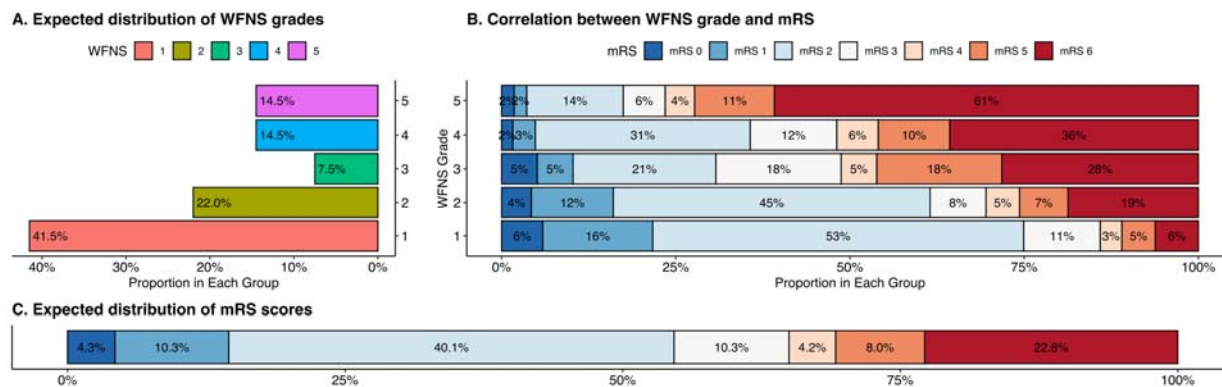 A. Expected distribution of WFNS grades
WFNS 1 2 3 4 5
14.5% 5
14.5% 4
7.5% 3
22.0% 2
41.5% 1
40% 30% 20% 10% 0%
Proportion in Each Group
B. Correlation between WFNS grade and mRS
mRS mRS 0 mRS 1 mRS 2 mRS 3 mRS 4 mRS 5 mRS 6
WFNS Grade
5 2% 2% 14% 6% 4% 11% 61%
4 2% 3% 31% 12% 6% 10% 36%
3 5% 5% 21% 18% 5% 18% 28%
2 4% 12% 45% 8% 5% 7% 19%
1 6% 16% 53% 11% 3% 5% 6%
0% 25% 50% 75% 100%
Proportion in Each Group
C. Expected distribution of mRS scores
4.3% 10.3% 40.1% 10.3% 4.2% 8.0% 22.8%
0% 25% 50% 75% 100%